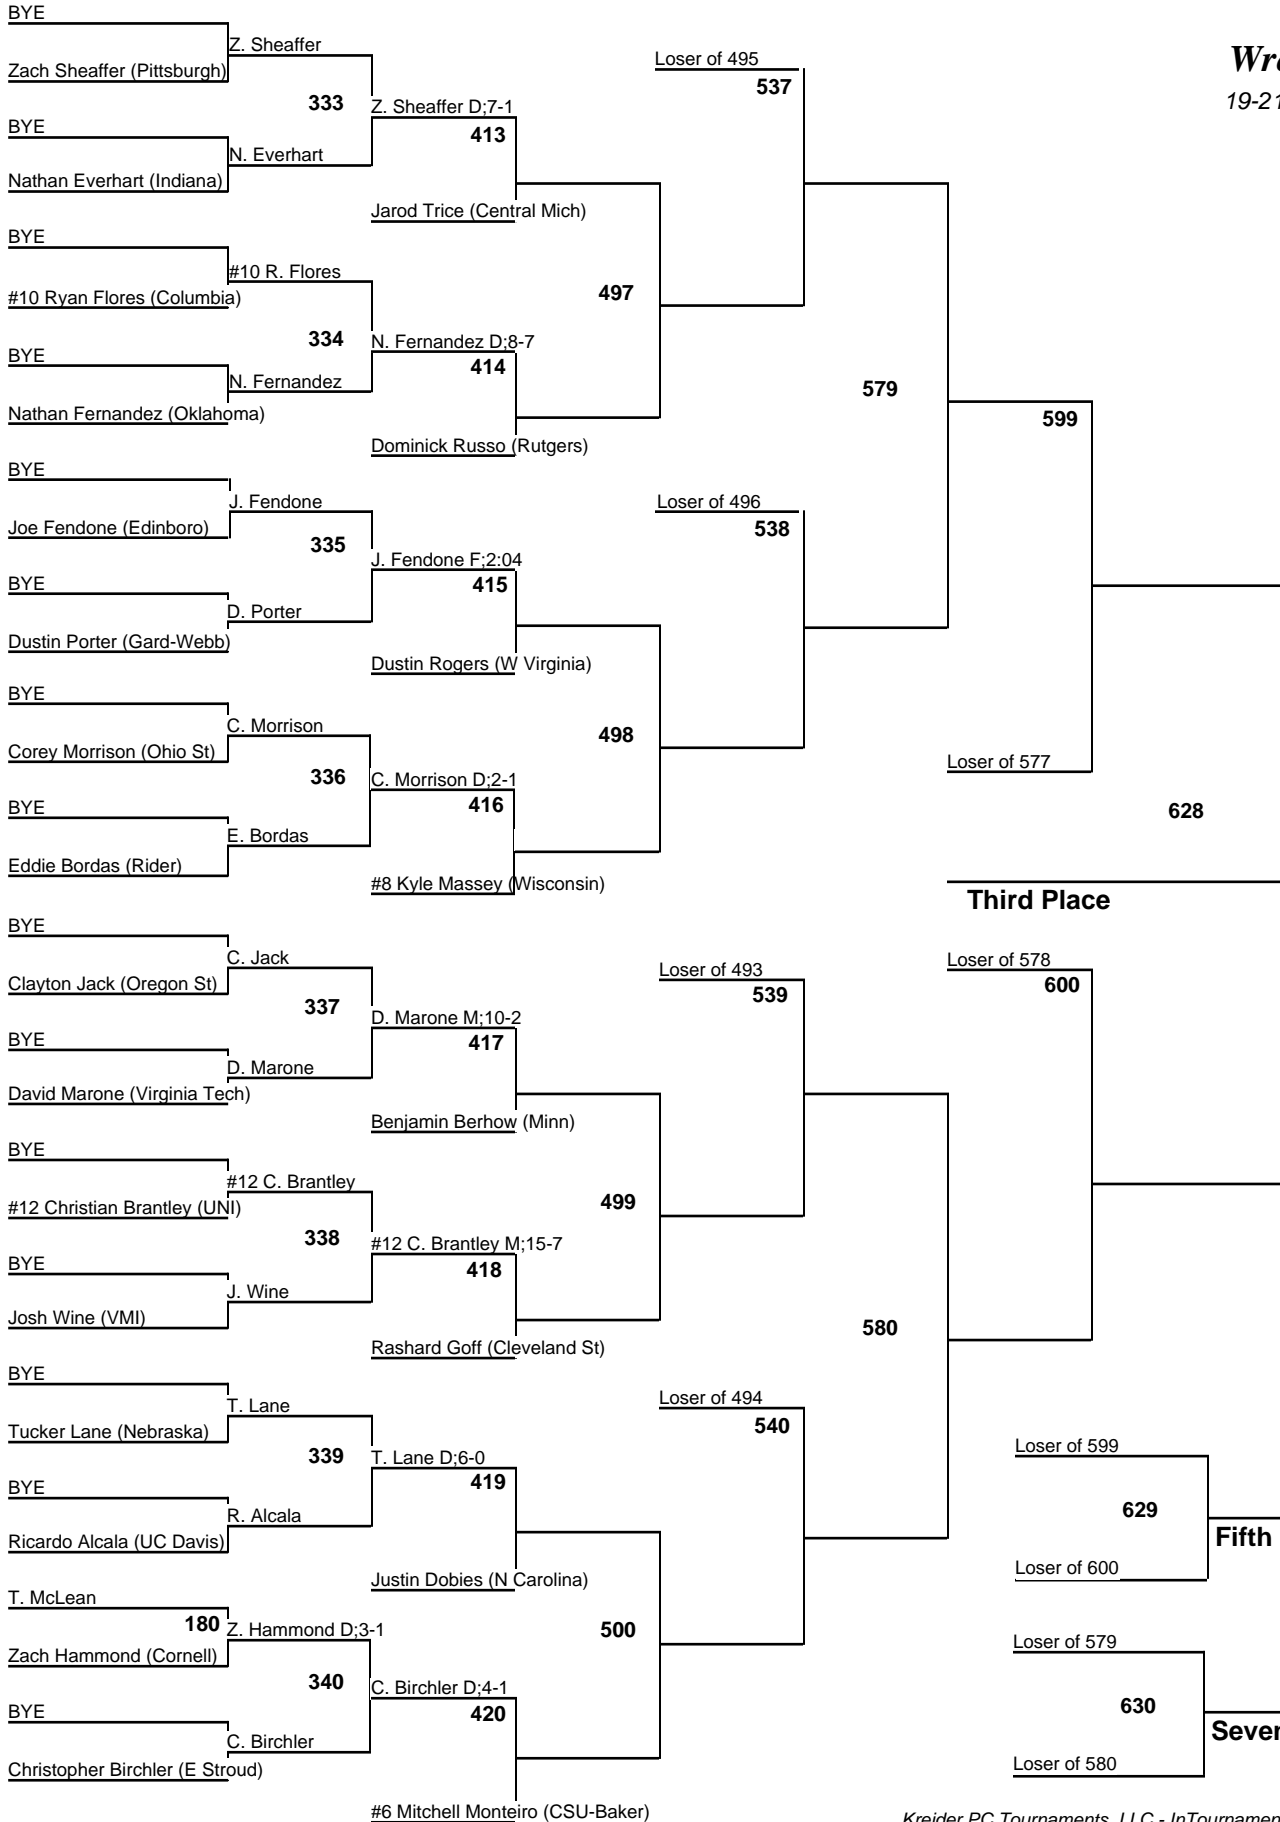 BYE
Z. Sheaffer
Zach Sheaffer (Pittsburgh)
333
Z. Sheaffer D;7-1
413
BYE
N. Everhart
Nathan Everhart (Indiana)
Jarod Trice (Central Mich)
BYE
#10 R. Flores
#10 Ryan Flores (Columbia)
497
334
N. Fernandez D;8-7
414
BYE
N. Fernandez
Nathan Fernandez (Oklahoma)
Dominick Russo (Rutgers)
BYE
J. Fendone
Joe Fendone (Edinboro)
335
J. Fendone F;2:04
415
BYE
D. Porter
Dustin Porter (Gard-Webb)
Dustin Rogers (W Virginia)
BYE
C. Morrison
Corey Morrison (Ohio St)
498
336
C. Morrison D;2-1
416
BYE
E. Bordas
Eddie Bordas (Rider)
#8 Kyle Massey (Wisconsin)
Loser of 495
537
579
Loser of 496
538
599
Loser of 577
628
Third Place
Wre
19-21
BYE
C. Jack
Clayton Jack (Oregon St)
337
D. Marone M;10-2
417
BYE
D. Marone
David Marone (Virginia Tech)
Benjamin Berhow (Minn)
BYE
#12 C. Brantley
#12 Christian Brantley (UNI)
499
338
#12 C. Brantley M;15-7
418
BYE
J. Wine
Josh Wine (VMI)
Rashard Goff (Cleveland St)
BYE
T. Lane
Tucker Lane (Nebraska)
339
T. Lane D;6-0
419
BYE
R. Alcala
Ricardo Alcala (UC Davis)
Justin Dobies (N Carolina)
T. McLean
180
Z. Hammond D;3-1
Zach Hammond (Cornell)
500
340
C. Birchler D;4-1
420
BYE
C. Birchler
Christopher Birchler (E Stroud)
#6 Mitchell Monteiro (CSU-Baker)
Loser of 493
539
580
Loser of 494
540
Loser of 578
600
Loser of 599
629
Fifth
Loser of 600
Loser of 579
630
Seven
Loser of 580
Kreider PC Tournaments, LLC - InTournamen